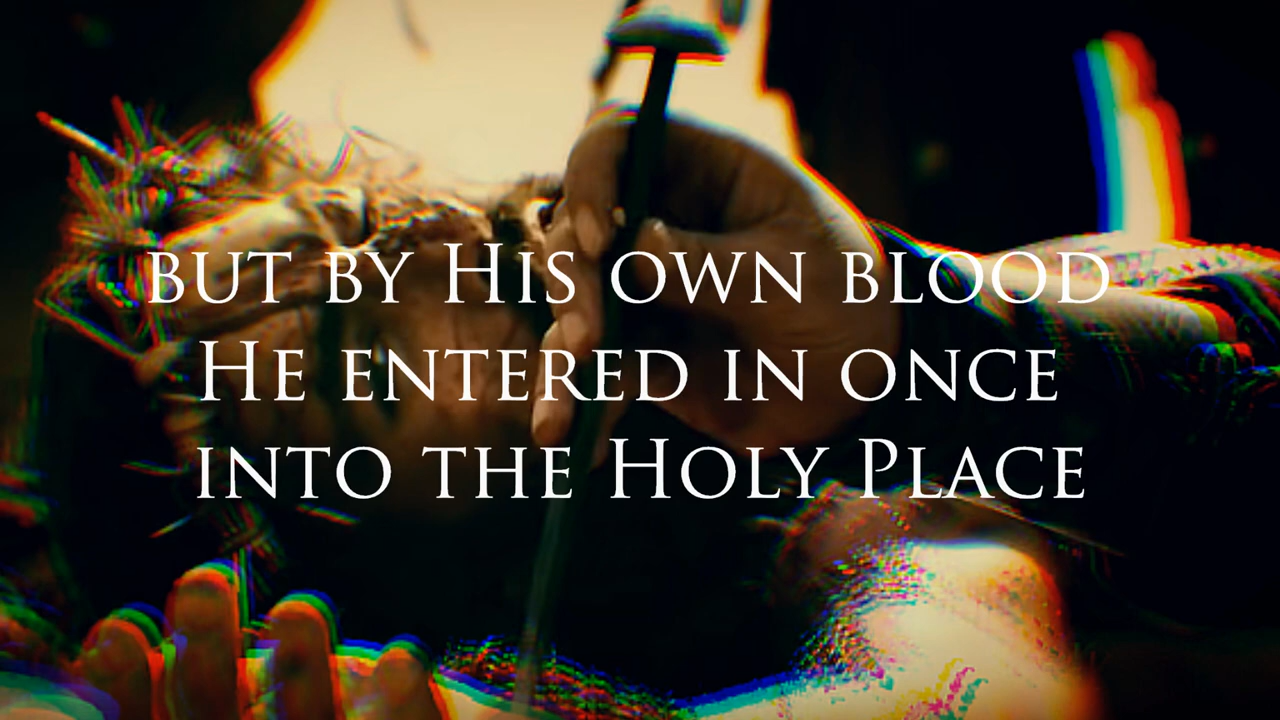 but by His own blood
He entered in once
into the Holy Place